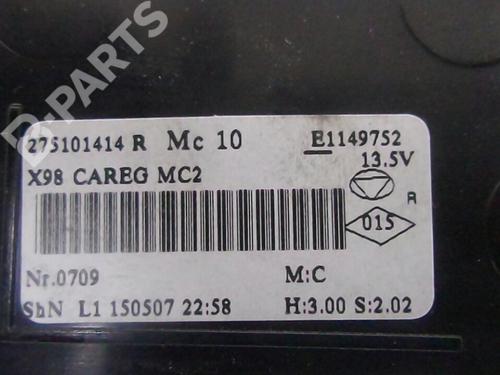 B-PARTS
275101414 R Mc 10 E1149752
13.5V
X98 CAREG MC2
R
015
Nr.0709 M:C
ShN L1 150507 22:58 H:3.00 S:2.02